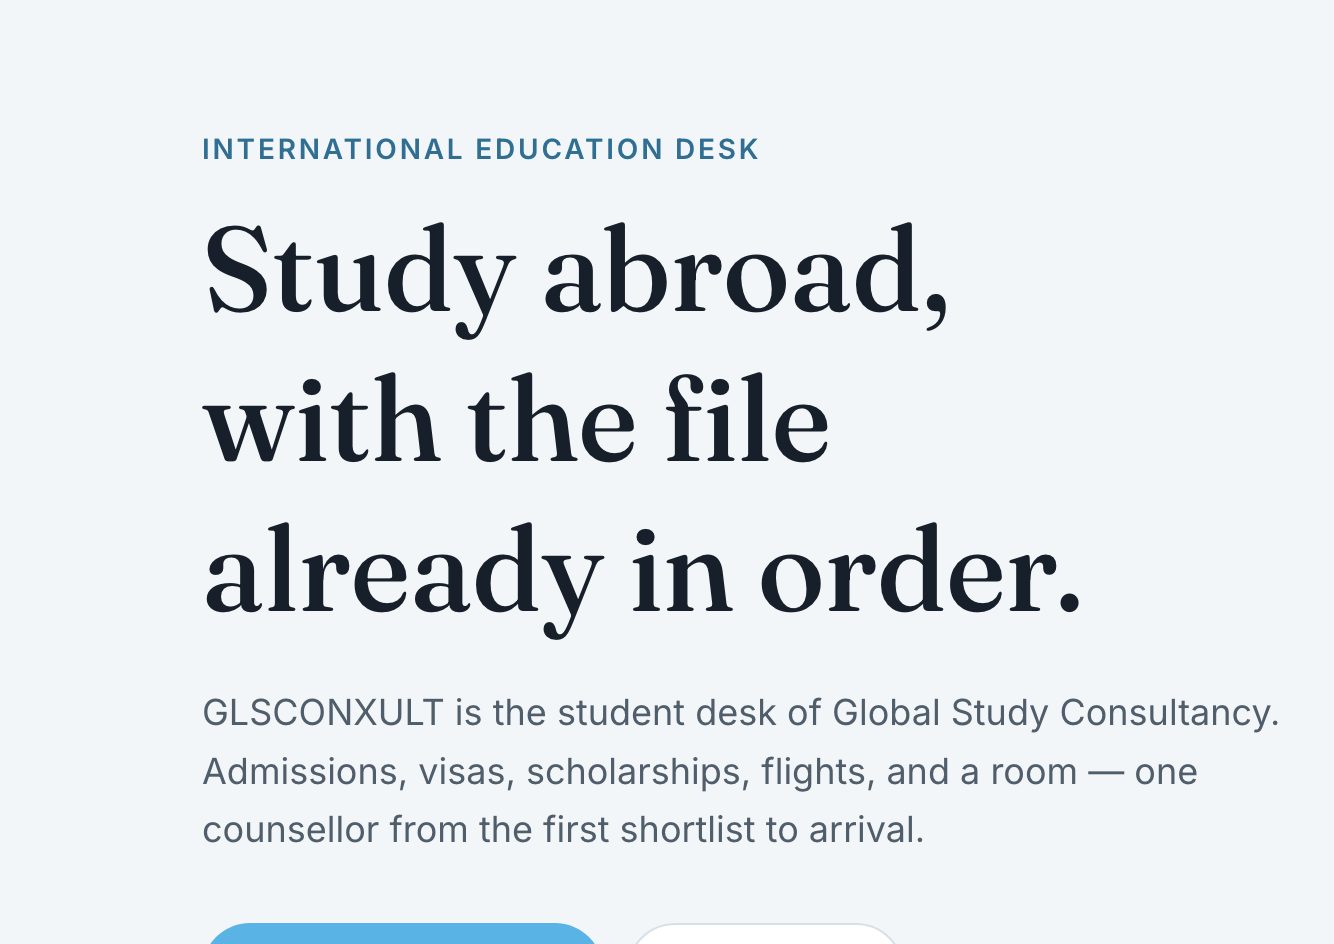 INTERNATIONAL EDUCATION DESK
Study abroad,
with the file
already in order.
GLSCONXULT is the student desk of Global Study Consultancy.
Admissions, visas, scholarships, flights, and a room — one
counsellor from the first shortlist to arrival.